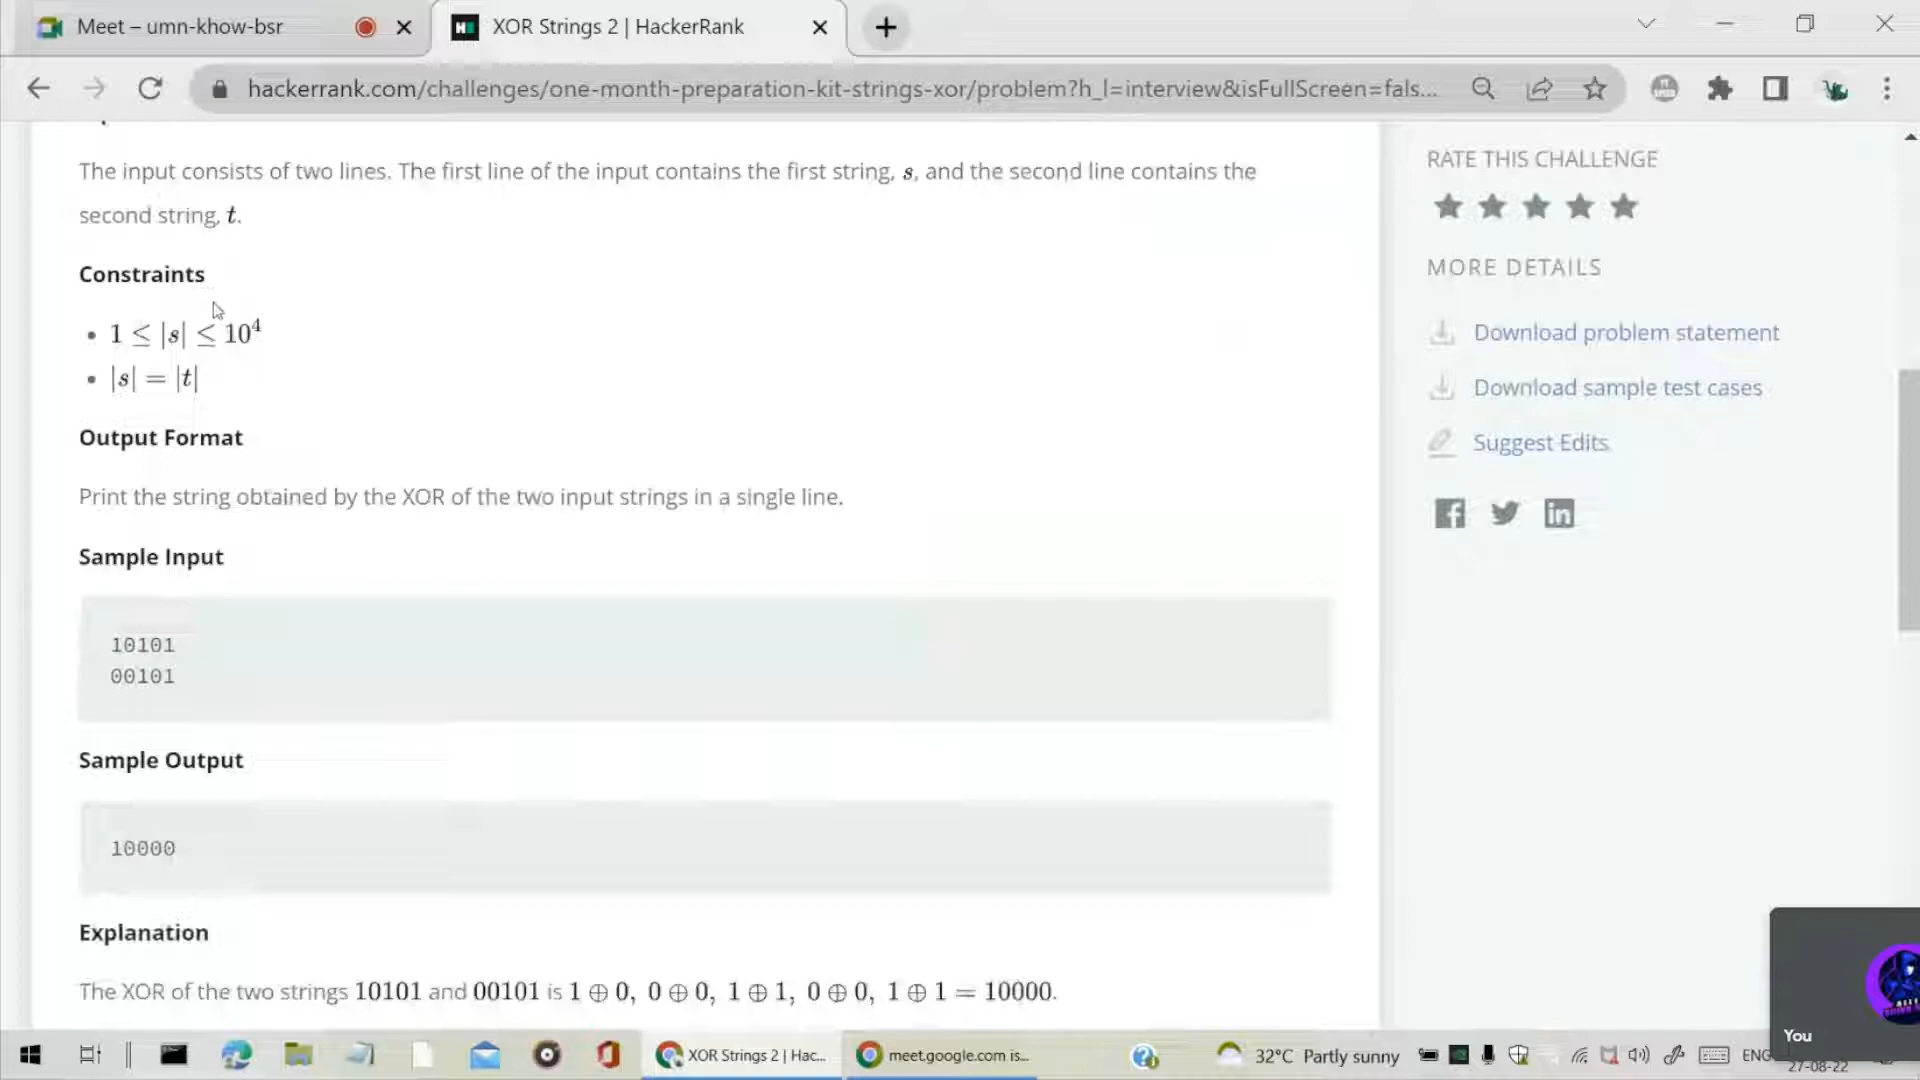 Meet – umn-khow-bsr
XOR Strings 2 | HackerRank
hackerrank.com/challenges/one-month-preparation-kit-strings-xor/problem?h_l=interview&isFullScreen=fals...
The input consists of two lines. The first line of the input contains the first string, s, and the second line contains the
second string, t.
Constraints
• 1 ≤ |s| ≤ 10⁴
• |s| = |t|
Output Format
Print the string obtained by the XOR of the two input strings in a single line.
Sample Input
10101
00101
Sample Output
10000
Explanation
The XOR of the two strings 10101 and 00101 is 1 ⊕ 0, 0 ⊕ 0, 1 ⊕ 1, 0 ⊕ 0, 1 ⊕ 1 = 10000.
RATE THIS CHALLENGE
MORE DETAILS
Download problem statement
Download sample test cases
Suggest Edits
You
XOR Strings 2 | Hac...
meet.google.com is...
32°C Partly sunny
ENG
27-08-22